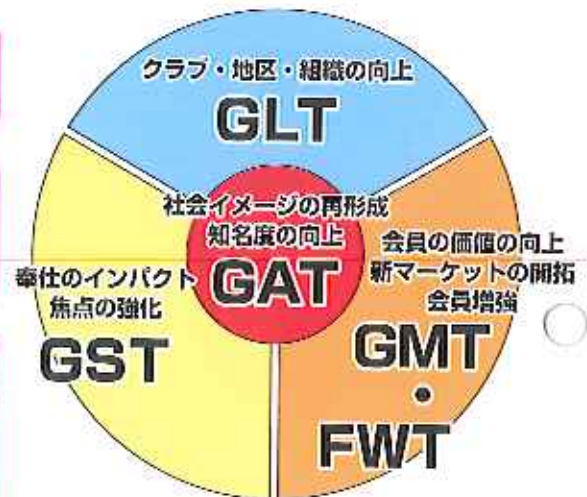 クラブ・地区・組織の向上
GLT
社会イメージの再形成
知名度の向上
GAT
奉仕のインパクト
焦点の強化
GST
会員の価値の向上
新マーケットの開拓
会員増強
GMT
・
FWT